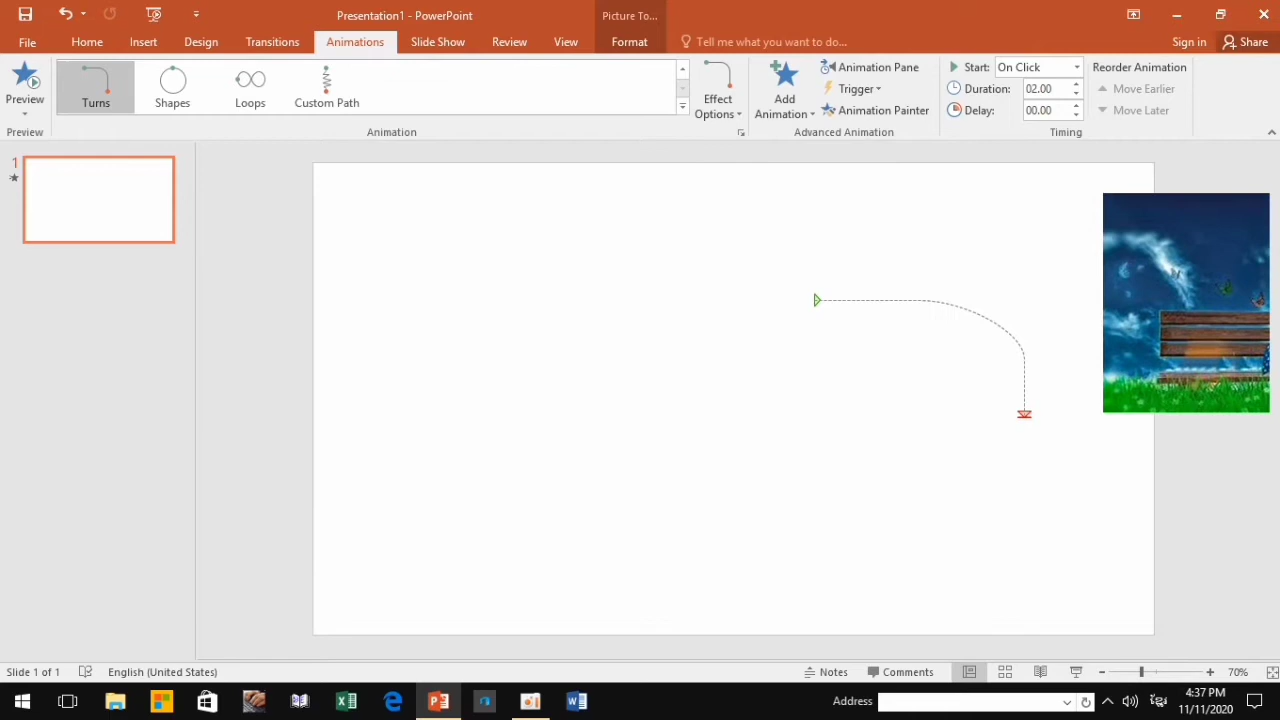 Presentation1 - PowerPoint
Picture To...
File
Home
Insert
Design
Transitions
Animations
Slide Show
Review
View
Format
Tell me what you want to do...
Sign in
Share
Preview
Turns
Shapes
Loops
Custom Path
Effect Options
Add Animation
Animation Pane
Trigger
Animation Painter
Start: On Click
Duration: 02.00
Delay: 00.00
Reorder Animation
Move Earlier
Move Later
Preview
Animation
Advanced Animation
Timing
1
Slide 1 of 1
English (United States)
Notes
Comments
70%
Address
4:37 PM
11/11/2020